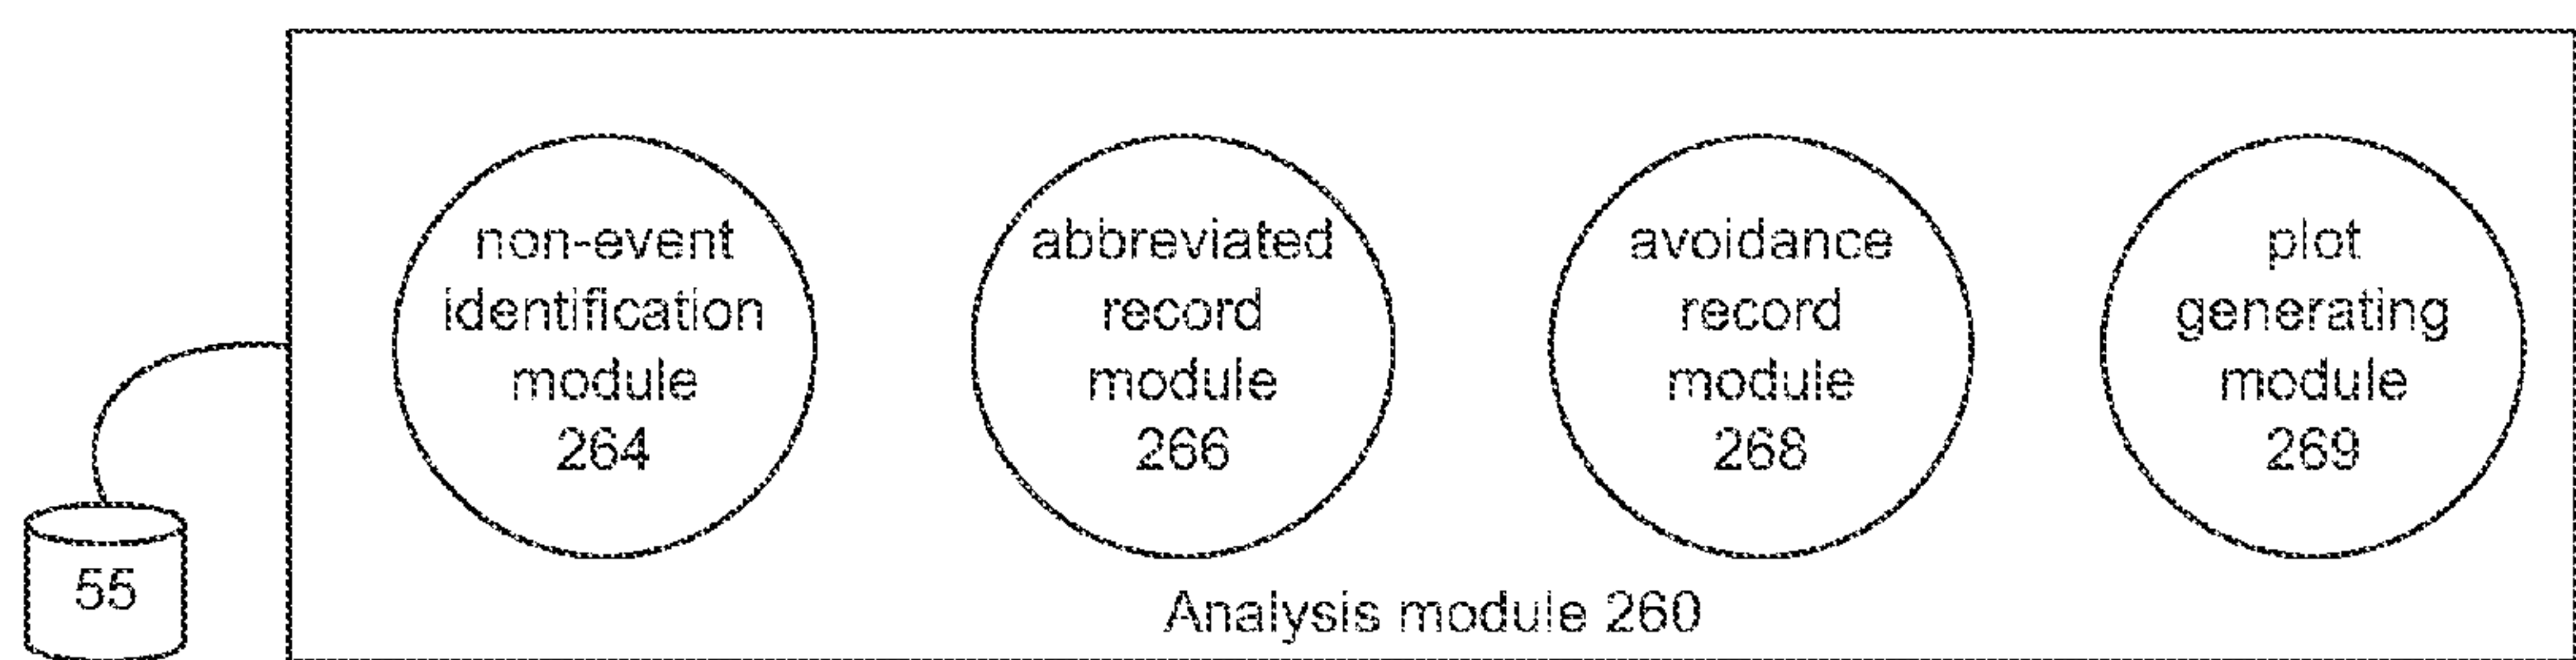 non-event
identification
module
264
abbreviated
record
module
266
avoidance
record
module
268
plot
generating
module
269
55
Analysis module 260